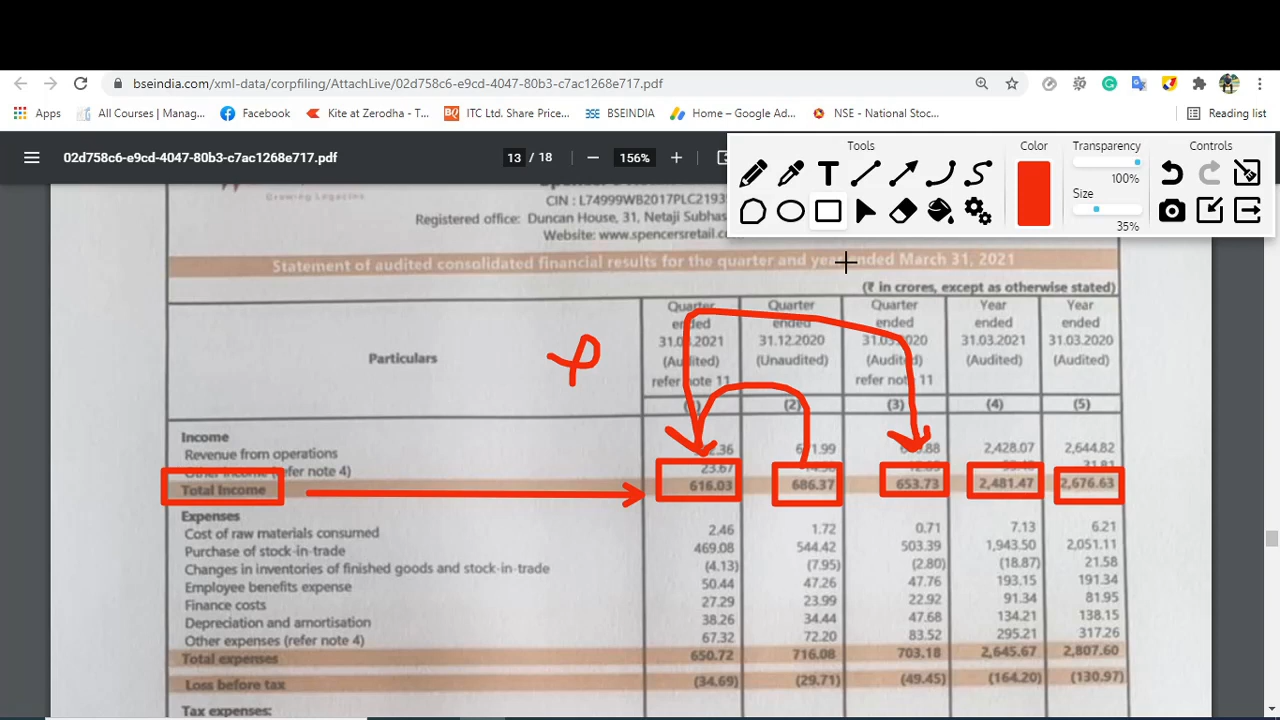 bseindia.com/xml-data/corpfiling/AttachLive/02d758c6-e9cd-4047-80b3-c7ac1268e717.pdf
Apps All Courses | Manag... Facebook Kite at Zerodha - T... ITC Ltd. Share Price... BSEINDIA Home – Google Ad... NSE - National Stoc... Reading list
02d758c6-e9cd-4047-80b3-c7ac1268e717.pdf 13 / 18 156%
Tools Color Transparency Controls
100%
Size
35%
Growing Legacies
CIN : L74999WB2017PLC2193
Registered office: Duncan House, 31, Netaji Subhas
Website: www.spencersretail.co
Statement of audited consolidated financial results for the quarter and year ended March 31, 2021
(₹ in crores, except as otherwise stated)
Particulars
Quarter ended 31.03.2021 (Audited) refer note 11
Quarter ended 31.12.2020 (Unaudited)
Quarter ended 31.03.2020 (Audited) refer note 11
Year ended 31.03.2021 (Audited)
Year ended 31.03.2020 (Audited)
(2) (3) (4) (5)
Income
Revenue from operations 2,428.07 2,644.82
Other income (refer note 4) 23.67 31.81
Total Income 616.03 686.37 653.73 2,481.47 2,676.63
Expenses
Cost of raw materials consumed 2.46 1.72 0.71 7.13 6.21
Purchase of stock-in-trade 469.08 544.42 503.39 1,943.50 2,051.11
Changes in inventories of finished goods and stock-in-trade (4.13) (7.95) (2.80) (18.87) 21.58
Employee benefits expense 50.44 47.26 47.76 193.15 191.34
Finance costs 27.29 23.99 22.92 91.34 81.95
Depreciation and amortisation 38.26 34.44 47.68 134.21 138.15
Other expenses (refer note 4) 67.32 72.20 83.52 295.21 317.26
Total expenses 650.72 716.08 703.18 2,645.67 2,807.60
Loss before tax (34.69) (29.71) (49.45) (164.20) (130.97)
Tax expenses: